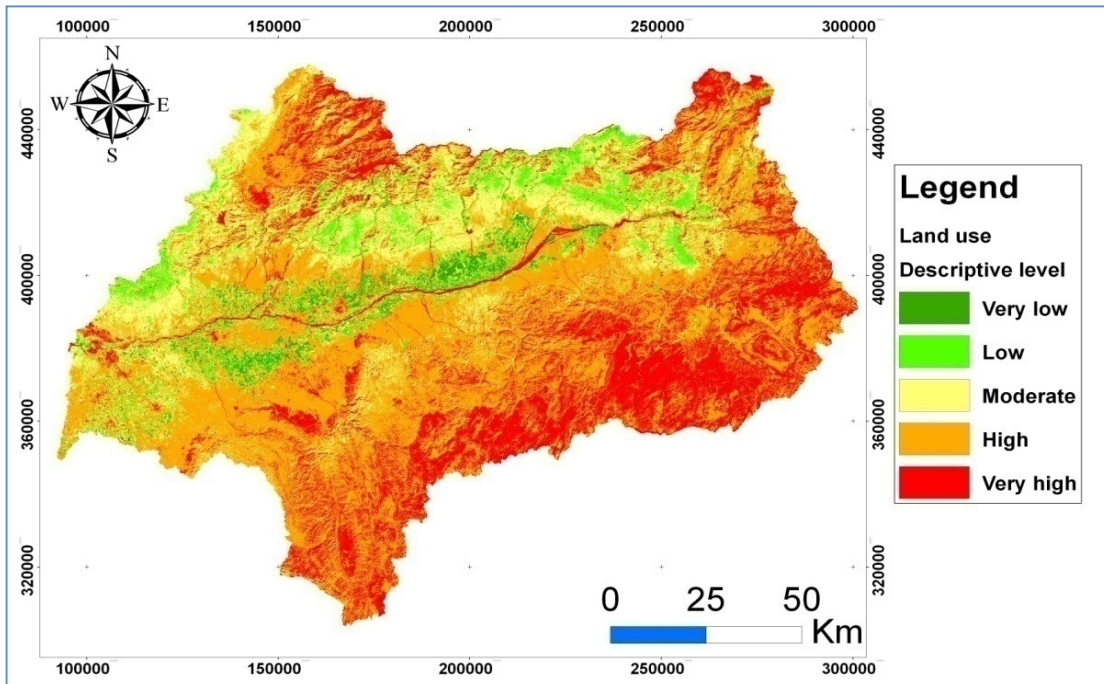 100000 150000 200000 250000 300000
N
W E
S
440000 440000
400000 400000
360000 360000
320000 320000
Legend
Land use
Descriptive level
Very low
Low
Moderate
High
Very high
0 25 50
Km
100000 150000 200000 250000 300000